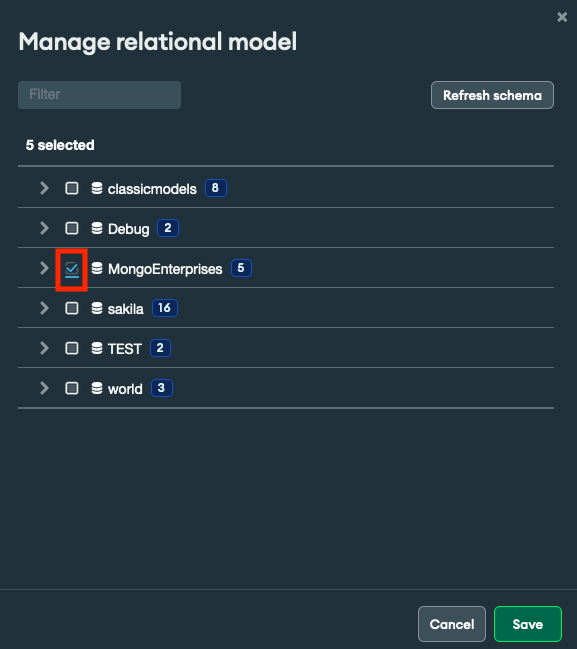 Manage relational model
Filter
Refresh schema
5 selected
classicmodels 8
Debug 2
MongoEnterprises 5
sakila 16
TEST 2
world 3
Cancel
Save